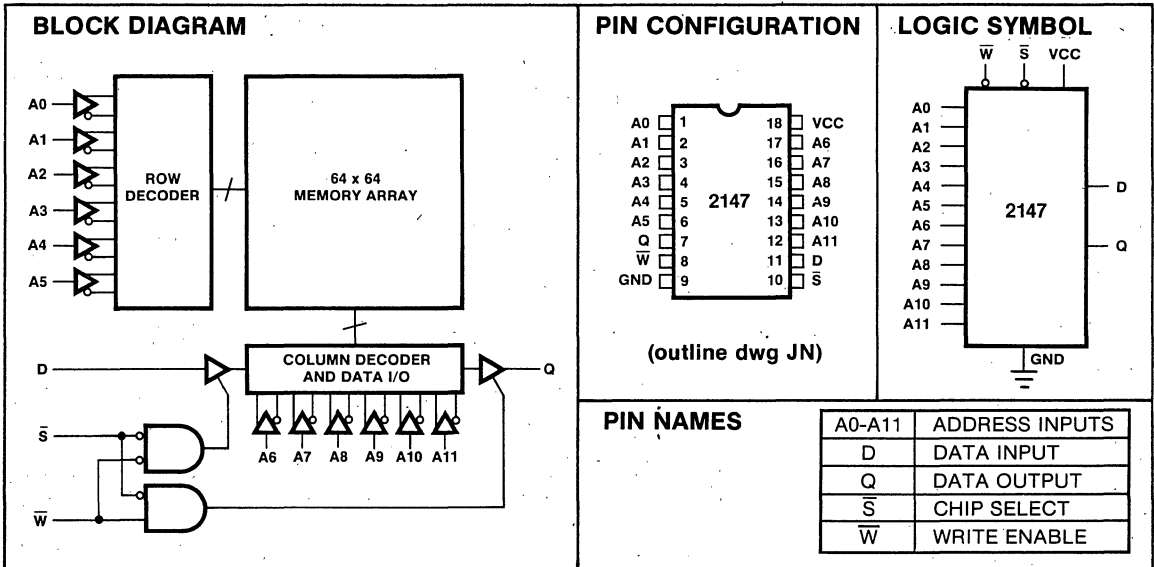 BLOCK DIAGRAM
A0
A1
A2
A3
A4
A5
ROW
DECODER
64 x 64
MEMORY ARRAY
D
COLUMN DECODER
AND DATA I/O
Q
A6 A7 A8 A9 A10 A11
S̅
W̅
PIN CONFIGURATION
A0 1 18 VCC
A1 2 17 A6
A2 3 16 A7
A3 4 15 A8
A4 5 2147 14 A9
A5 6 13 A10
Q 7 12 A11
W̅ 8 11 D
GND 9 10 S̅
(outline dwg JN)
LOGIC SYMBOL
W̅ S̅ VCC
A0
A1
A2
A3
A4
A5
A6
A7
A8
A9
A10
A11
2147
D
Q
GND
PIN NAMES
A0-A11 ADDRESS INPUTS
D DATA INPUT
Q DATA OUTPUT
S̅ CHIP SELECT
W̅ WRITE ENABLE